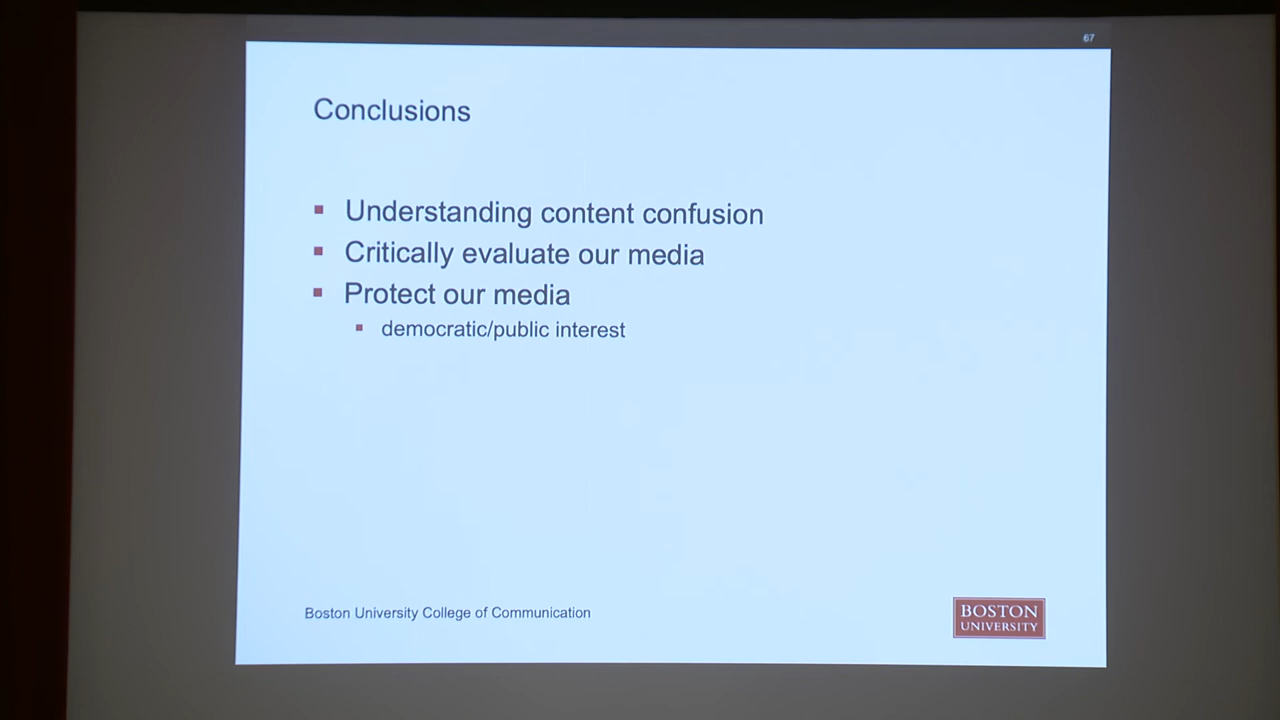 67
Conclusions
Understanding content confusion
Critically evaluate our media
Protect our media
democratic/public interest
Boston University College of Communication
BOSTON
UNIVERSITY